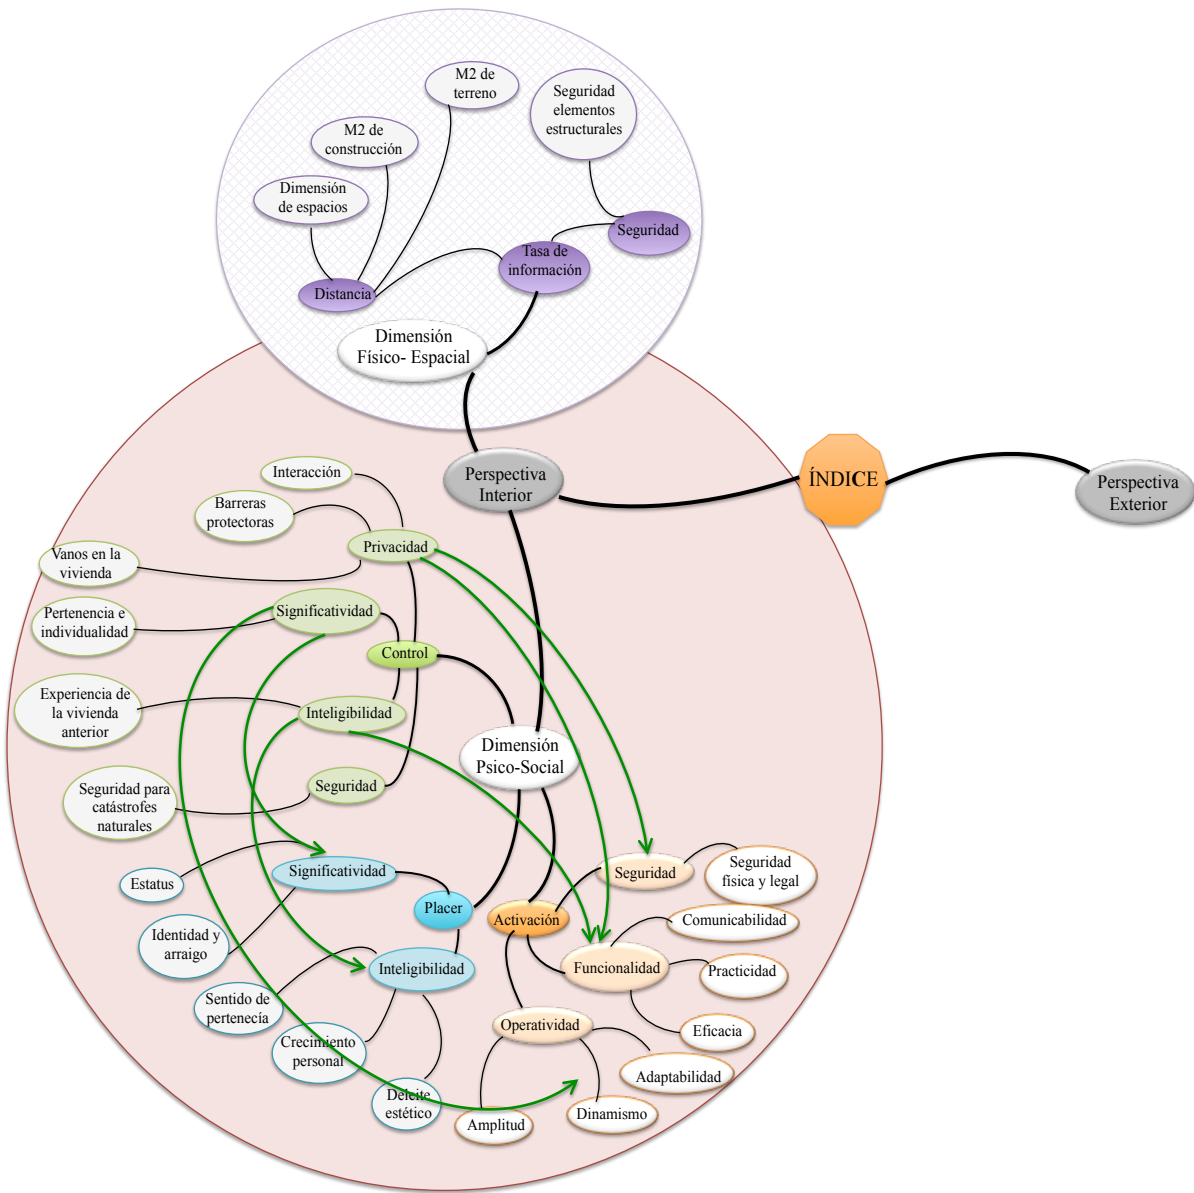 M2 de
terreno
Seguridad
elementos
estructurales
M2 de
construcción
Dimensión
de espacios
Seguridad
Tasa de
información
Distancia
Dimensión
Físico- Espacial
Perspectiva
Interior
ÍNDICE
Perspectiva
Exterior
Interacción
Barreras
protectoras
Privacidad
Vanos en la
vivienda
Significatividad
Pertenencia e
individualidad
Control
Experiencia de
la vivienda
anterior
Inteligibilidad
Dimensión
Psico-Social
Seguridad
Seguridad para
catástrofes
naturales
Significatividad
Estatus
Placer
Identidad y
arraigo
Inteligibilidad
Sentido de
pertenecía
Crecimiento
personal
Deleite
estético
Activación
Seguridad
Seguridad
física y legal
Comunicabilidad
Funcionalidad
Practicidad
Eficacia
Operatividad
Adaptabilidad
Dinamismo
Amplitud